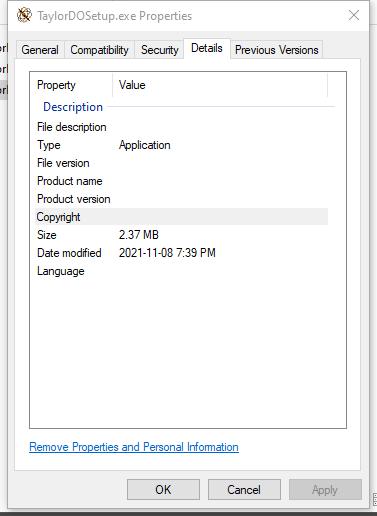 TaylorDOSetup.exe Properties
General Compatibility Security Details Previous Versions
Property Value
Description
File description
Type Application
File version
Product name
Product version
Copyright
Size 2.37 MB
Date modified 2021-11-08 7:39 PM
Language
Remove Properties and Personal Information
OK Cancel Apply